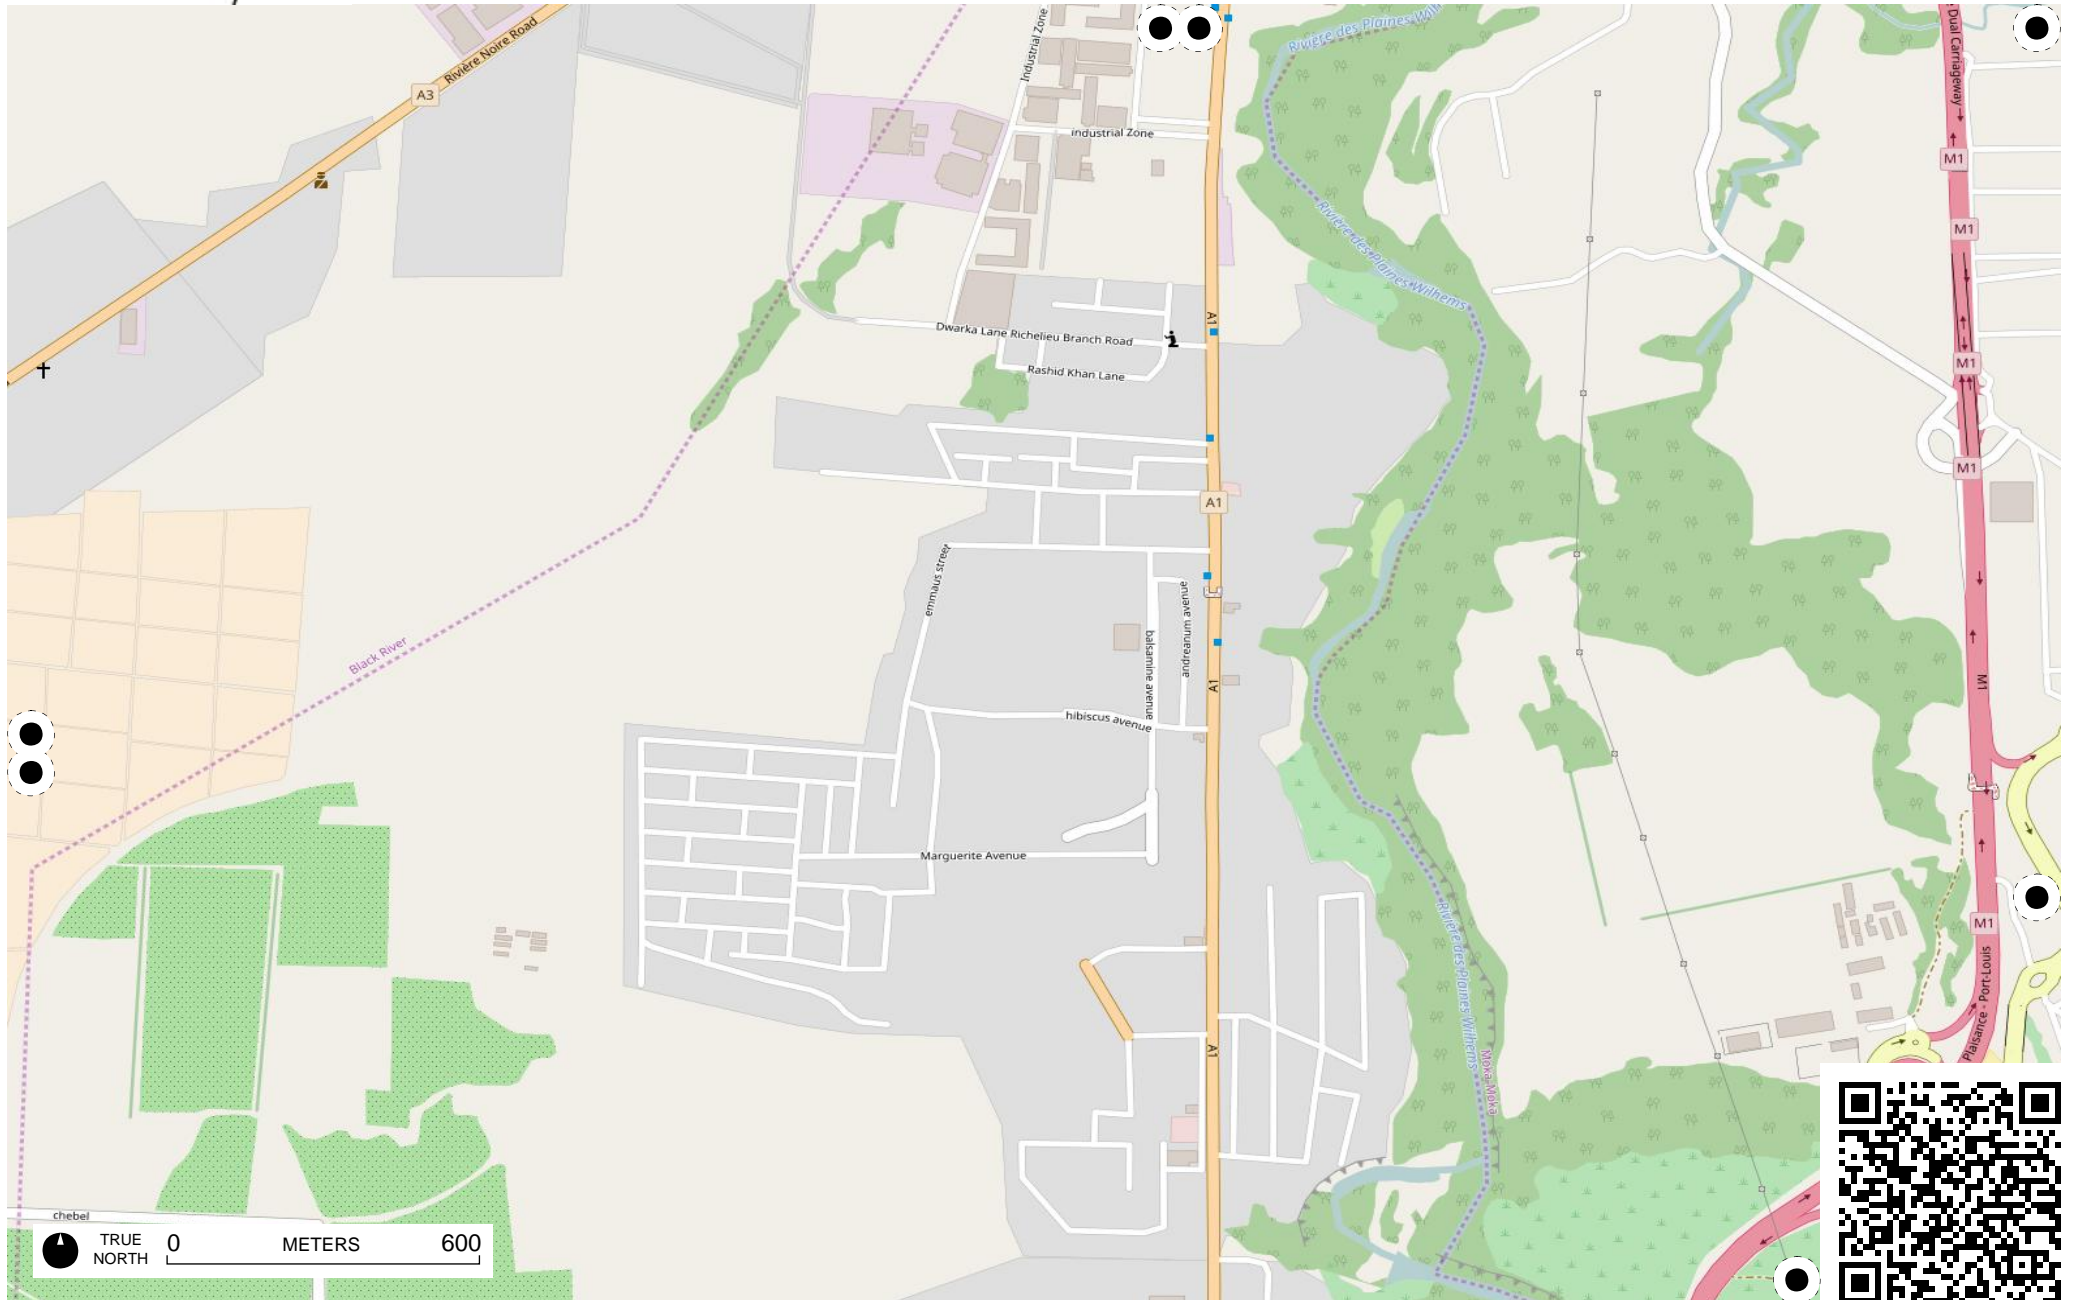 Rivière Noire Road
A3
Industrial Zone
Rivière des Plaines Wilh
Dual Carriageway
industrial Zone
M1
Rivière des Plaines Wilhems
M1
A1
Dwarka Lane Richelieu Branch Road
Rashid Khan Lane
M1
M1
A1
emmaus street
andreanum avenue
balsamine avenue
Black River
A1
M1
hibiscus avenue
Marguerite Avenue
Rivière des Plaines Wilhems
M1
Plaisance - Port-Louis
A1
Moka Moka
chebel
TRUE
NORTH
0 METERS 600